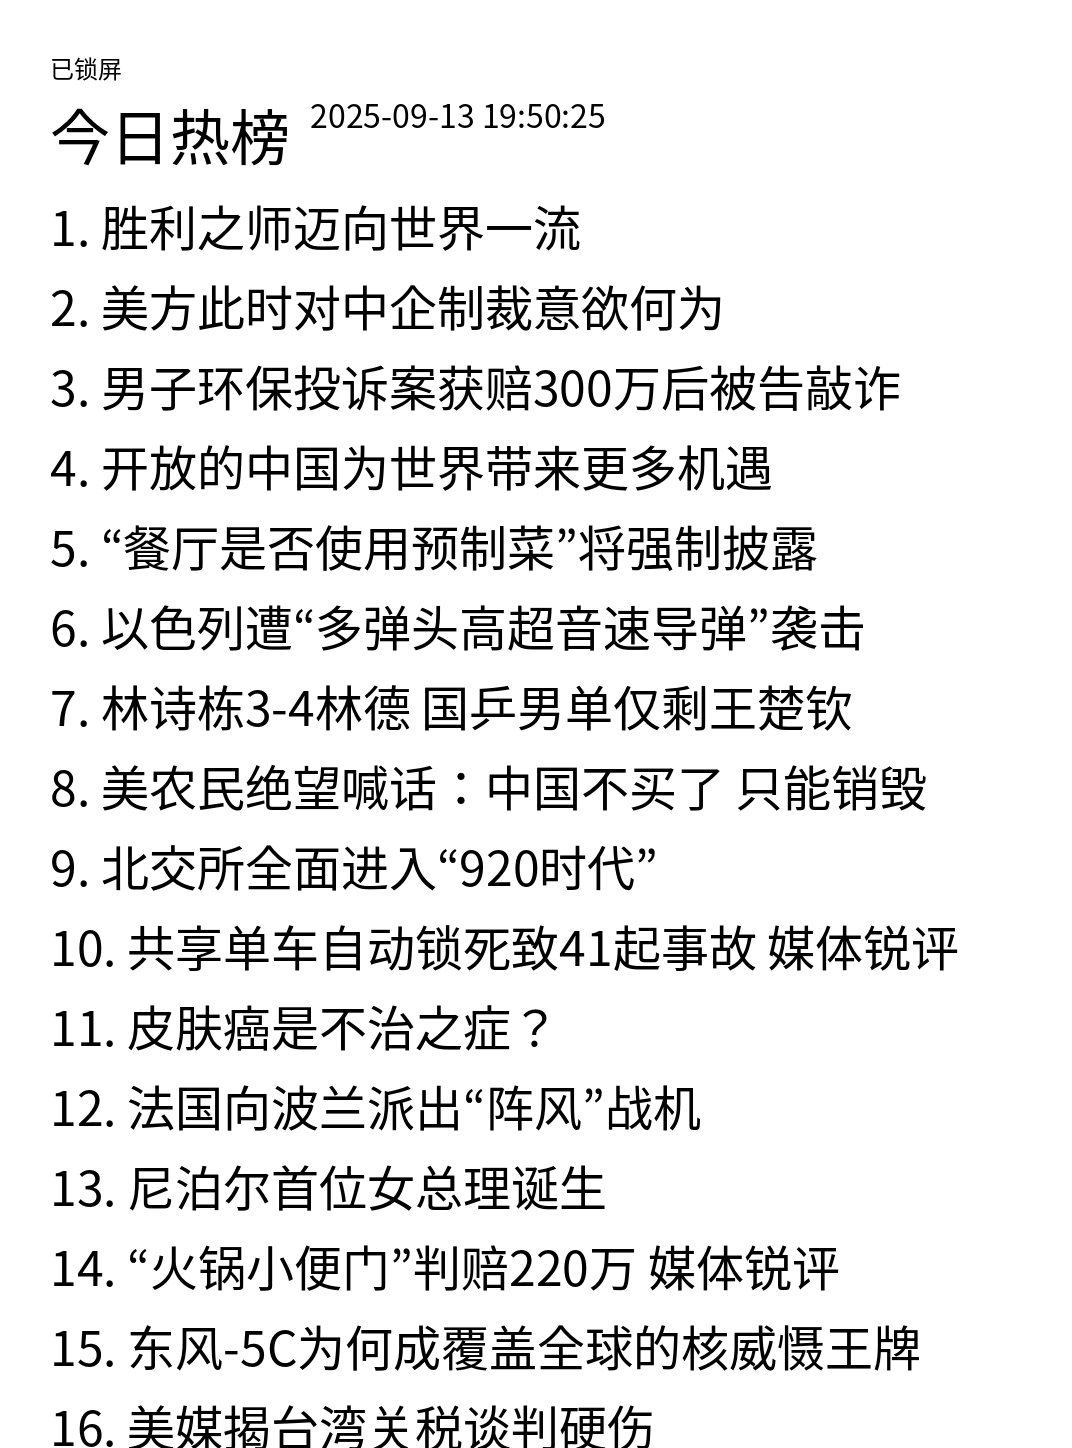 已锁屏
今日热榜 2025-09-13 19:50:25
1. 胜利之师迈向世界一流
2. 美方此时对中企制裁意欲何为
3. 男子环保投诉案获赔300万后被告敲诈
4. 开放的中国为世界带来更多机遇
5. “餐厅是否使用预制菜”将强制披露
6. 以色列遭“多弹头高超音速导弹”袭击
7. 林诗栋3-4林德 国乒男单仅剩王楚钦
8. 美农民绝望喊话：中国不买了 只能销毁
9. 北交所全面进入“920时代”
10. 共享单车自动锁死致41起事故 媒体锐评
11. 皮肤癌是不治之症？
12. 法国向波兰派出“阵风”战机
13. 尼泊尔首位女总理诞生
14. “火锅小便门”判赔220万 媒体锐评
15. 东风-5C为何成覆盖全球的核威慑王牌
16. 美媒揭台湾关税谈判硬伤